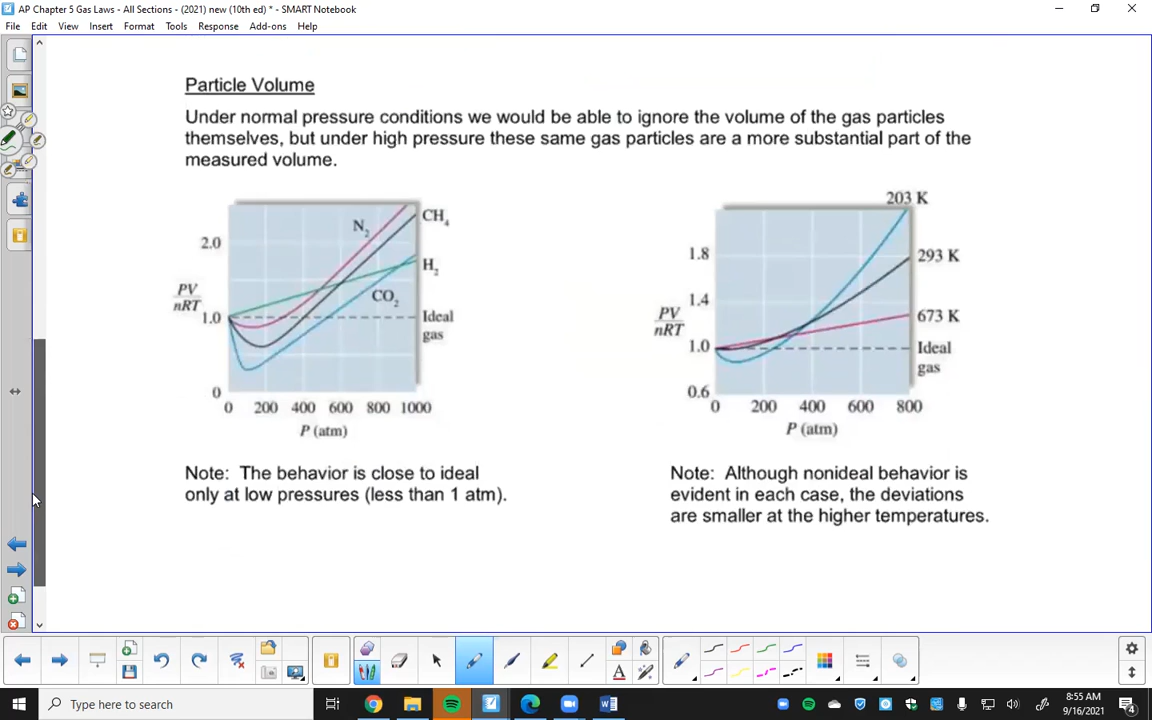 AP Chapter 5 Gas Laws - All Sections - (2021) new (10th ed) * - SMART Notebook
File Edit View Insert Format Tools Response Add-ons Help
Particle Volume
Under normal pressure conditions we would be able to ignore the volume of the gas particles
themselves, but under high pressure these same gas particles are a more substantial part of the
measured volume.
N₂
CH₄
2.0
H₂
CO₂
PV
nRT
1.0
Ideal
gas
0
0 200 400 600 800 1000
P (atm)
203 K
1.8
293 K
1.4
673 K
PV
nRT
1.0
Ideal
gas
0.6
0 200 400 600 800
P (atm)
Note: The behavior is close to ideal
only at low pressures (less than 1 atm).
Note: Although nonideal behavior is
evident in each case, the deviations
are smaller at the higher temperatures.
Type here to search
8:55 AM
9/16/2021
4